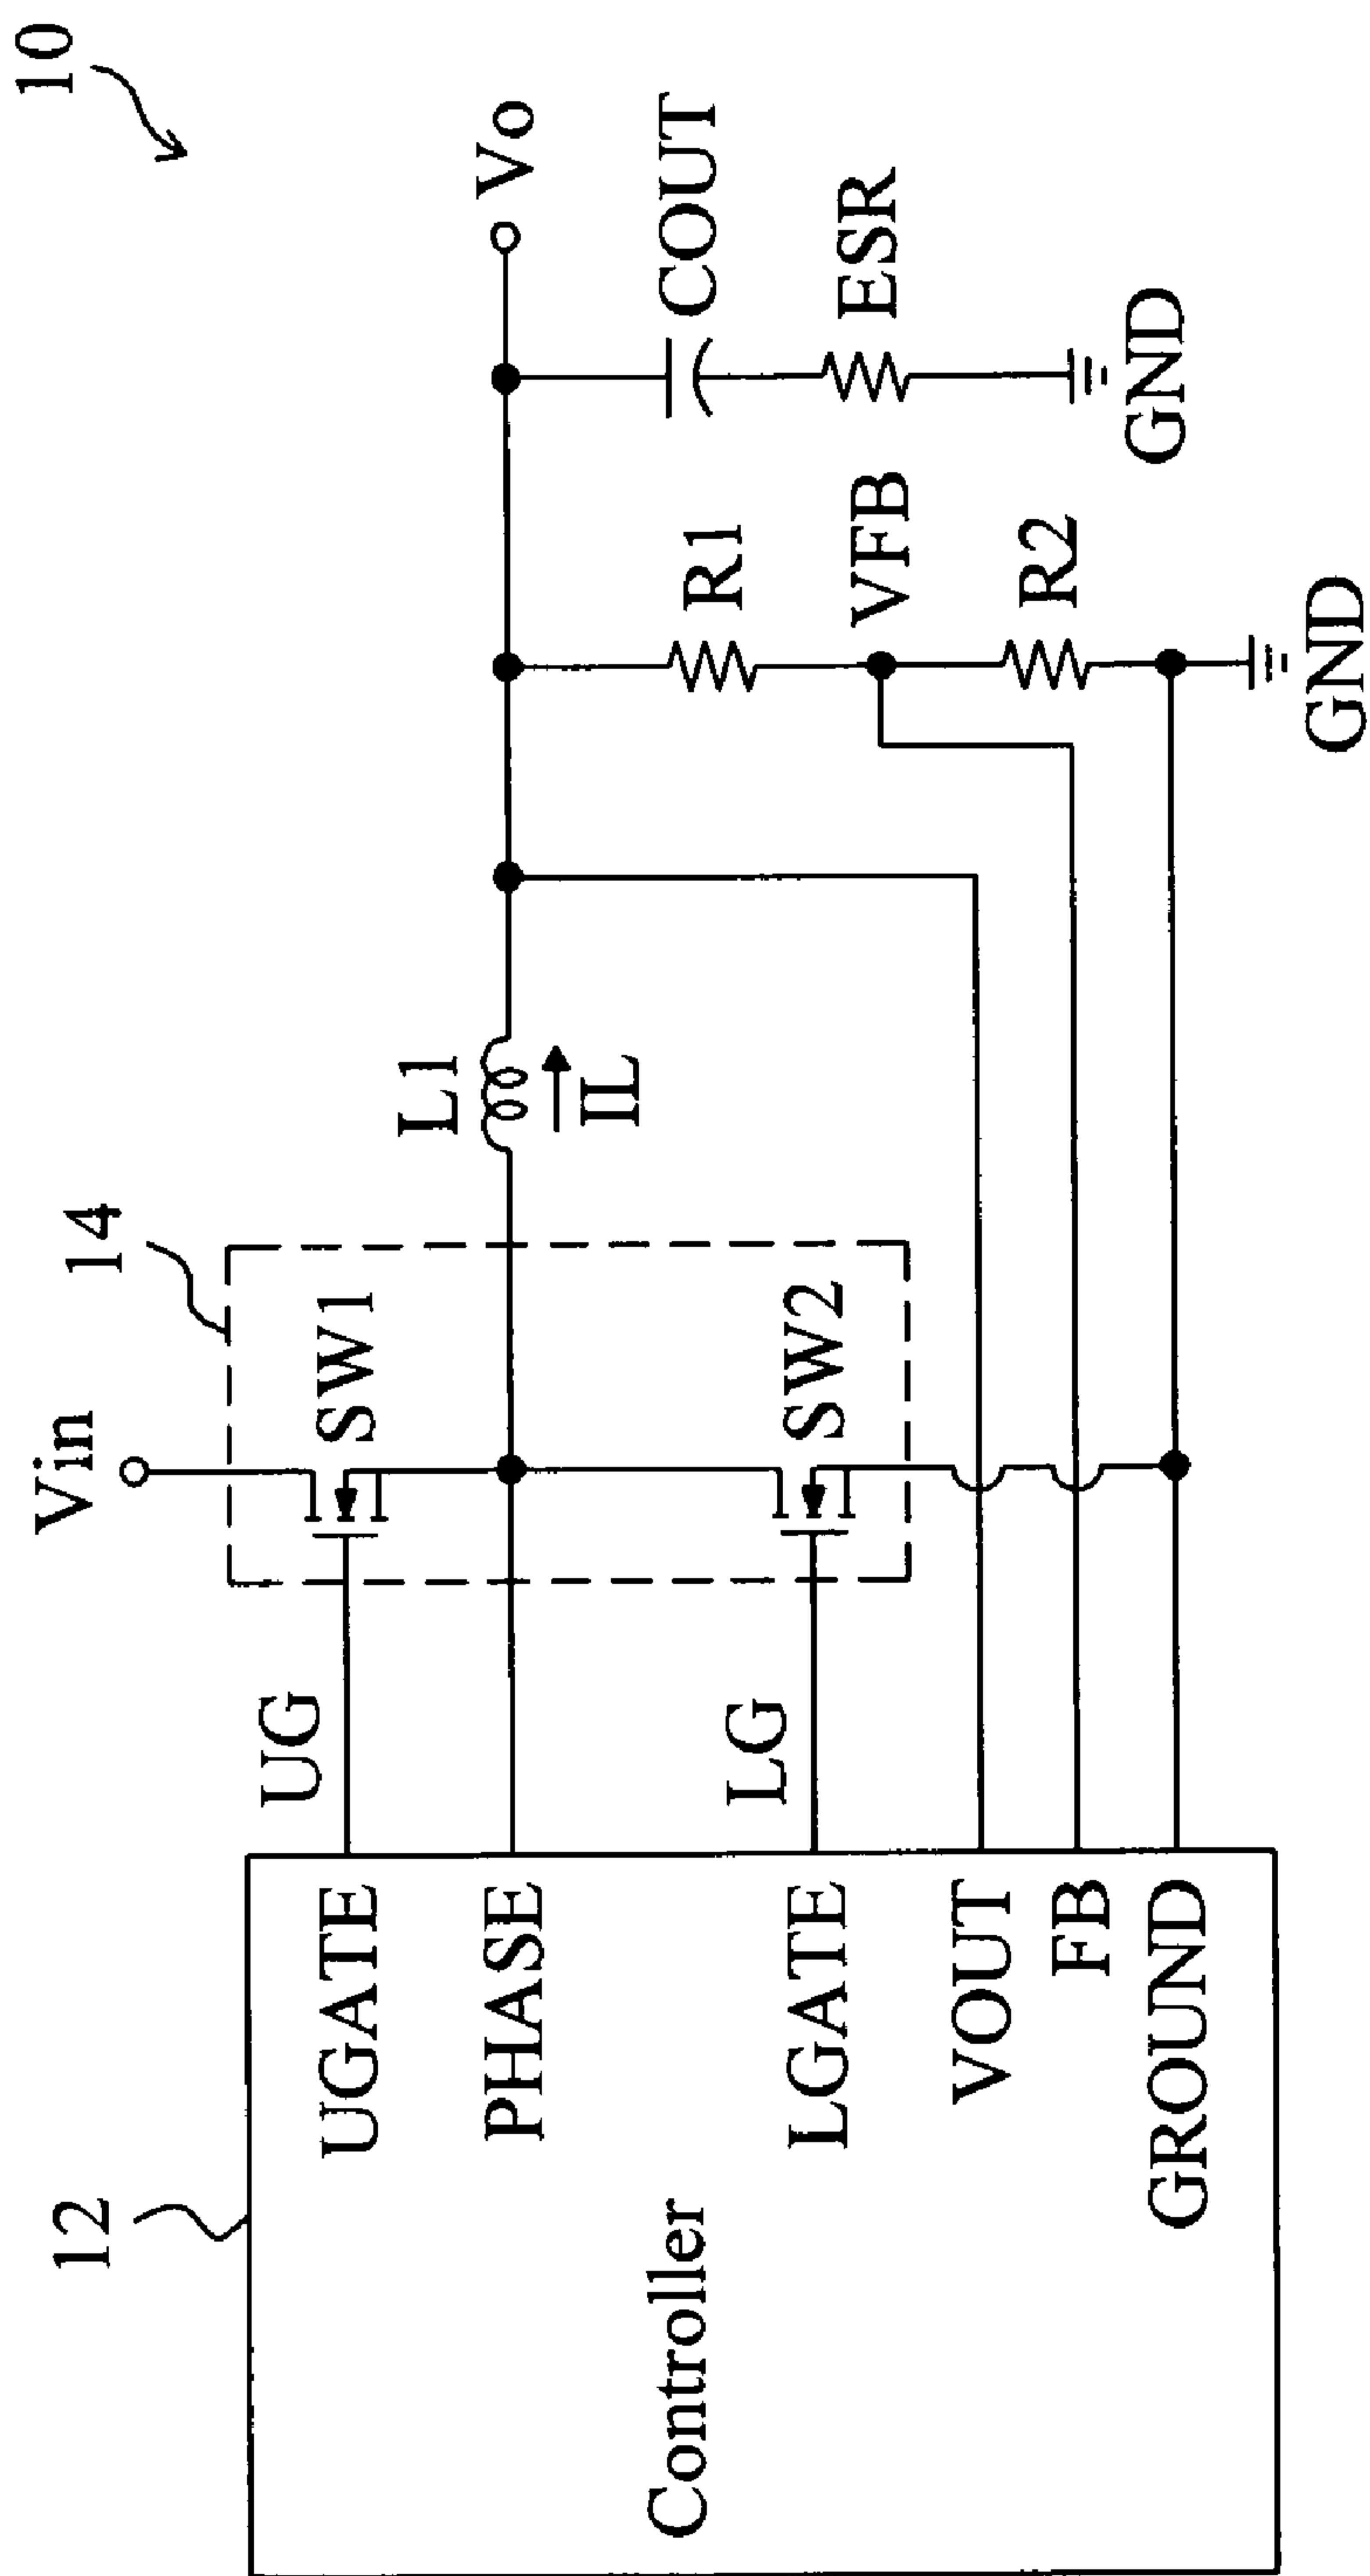 10
Vin
14
Vo
L1
SW1
IL
COUT
R1
ESR
VFB
SW2
R2
GND
GND
12
UG
UGATE
PHASE
LG
LGATE
Controller
VOUT
FB
GROUND